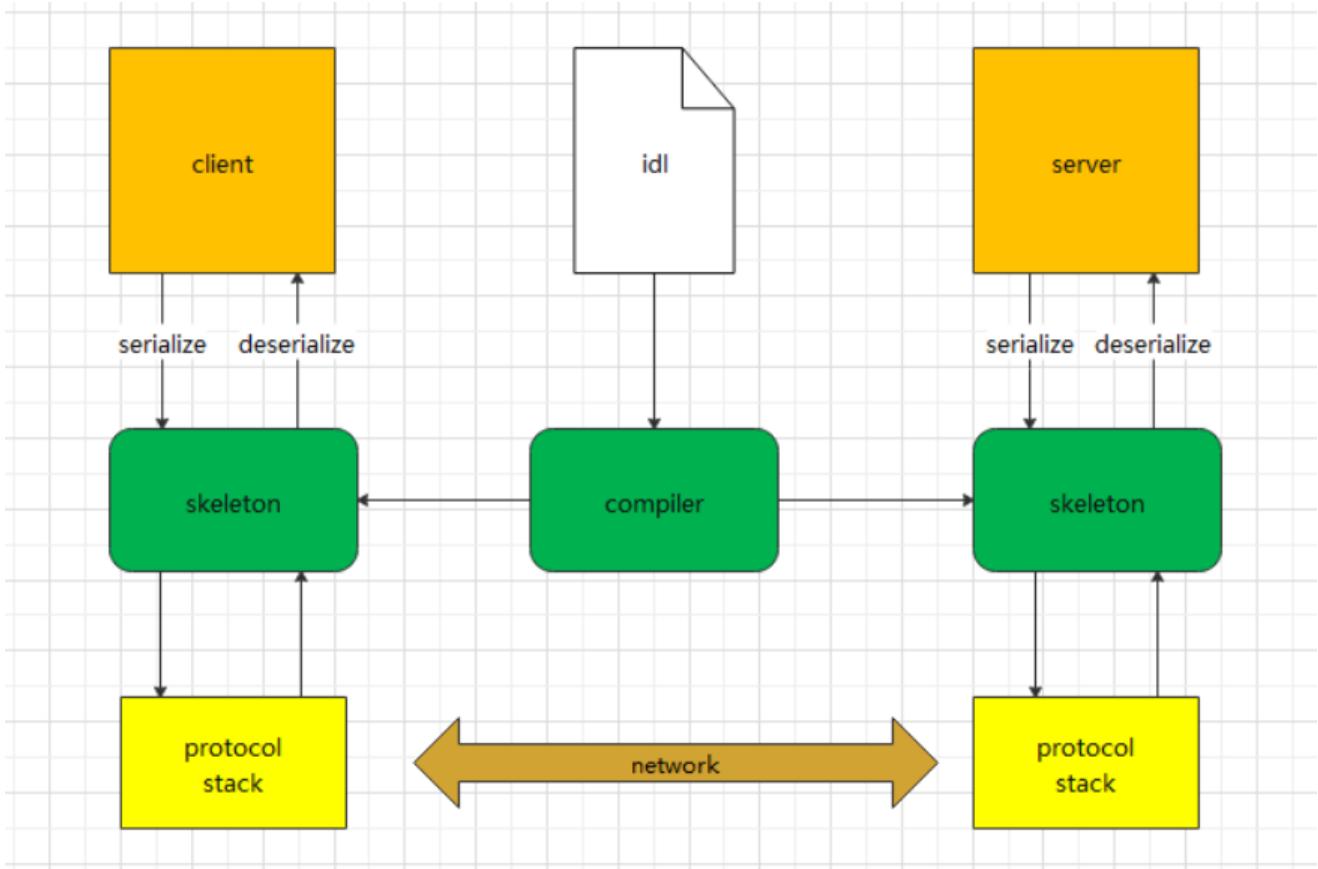 client
idl
server
serialize
deserialize
serialize
deserialize
skeleton
compiler
skeleton
protocol
stack
network
protocol
stack